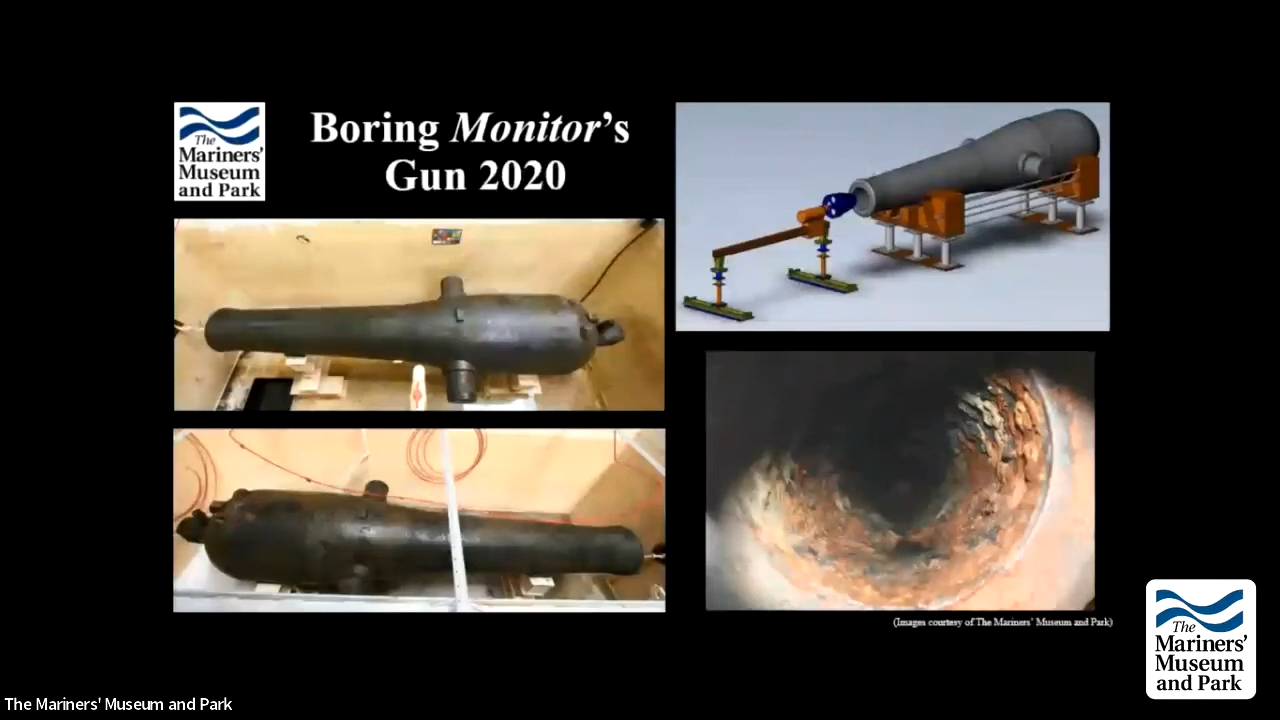 The
Mariners'
Museum
and Park
Boring Monitor's
Gun 2020
(Images courtesy of The Mariners' Museum and Park)
The
Mariners'
Museum
and Park
The Mariners' Museum and Park